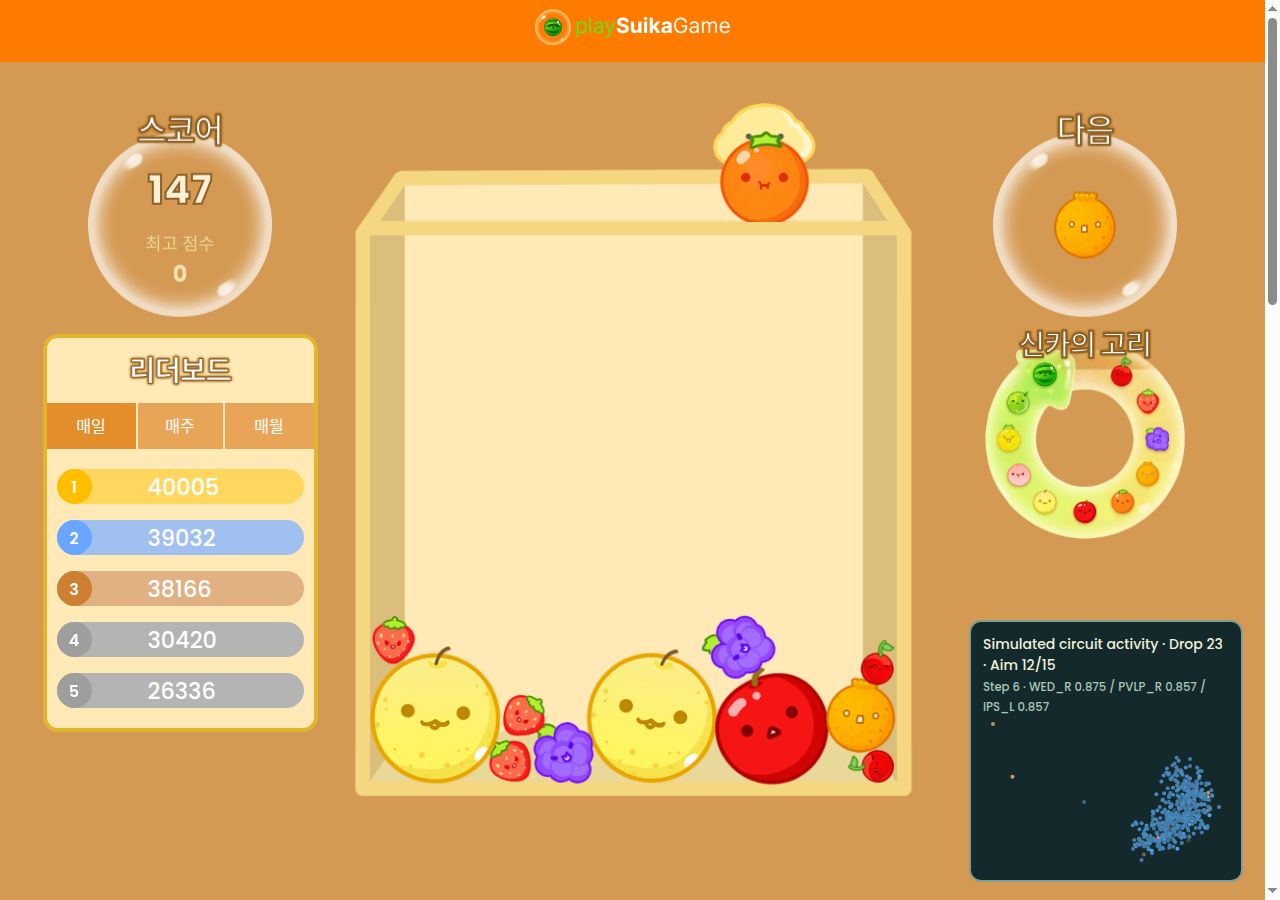 playSuikaGame
스코어
147
최고 점수
0
리더보드
매일 매주 매월
1 40005
2 39032
3 38166
4 30420
5 26336
다음
신카의 고리
Simulated circuit activity · Drop 23
· Aim 12/15
Step 6 · WED_R 0.875 / PVLP_R 0.857 /
IPS_L 0.857